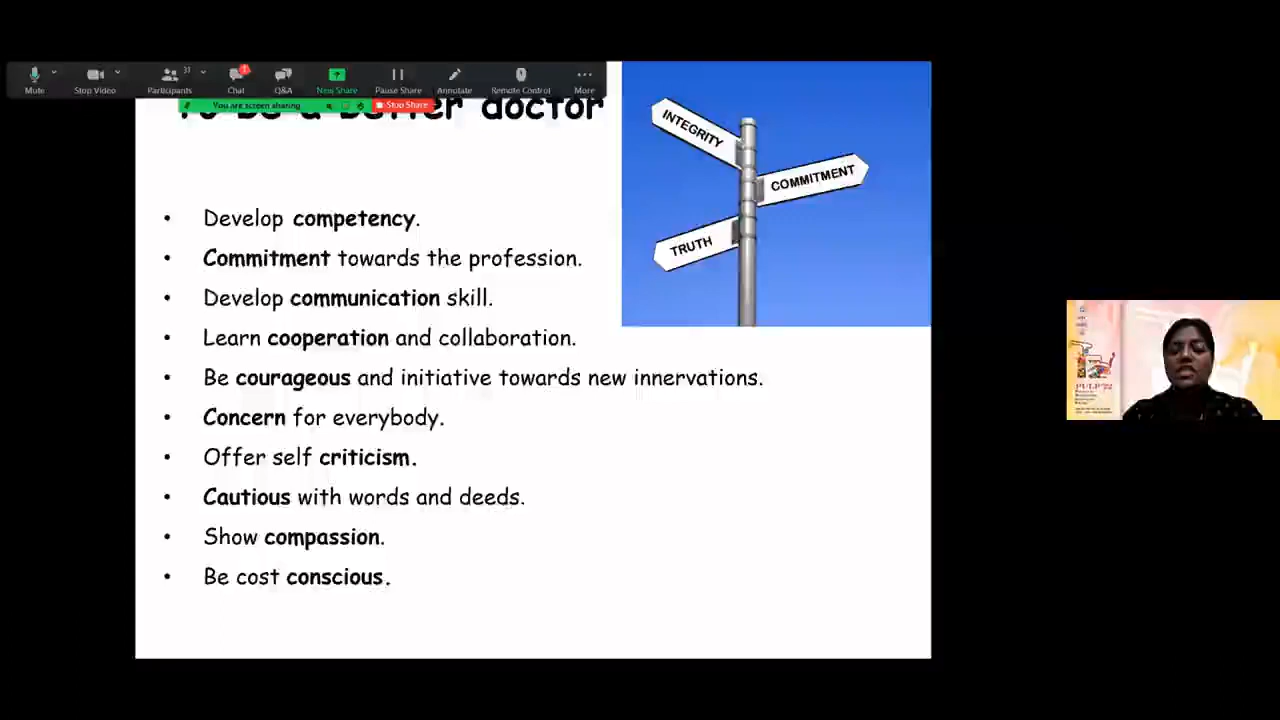 31
1
Mute
Stop Video
Participants
Chat
Q&A
New Share
Pause Share
Annotate
Remote Control
More
You are screen sharing
Stop Share
To be a better doctor
INTEGRITY
COMMITMENT
TRUTH
• Develop competency.
• Commitment towards the profession.
• Develop communication skill.
• Learn cooperation and collaboration.
• Be courageous and initiative towards new innervations.
• Concern for everybody.
• Offer self criticism.
• Cautious with words and deeds.
• Show compassion.
• Be cost conscious.
PULP